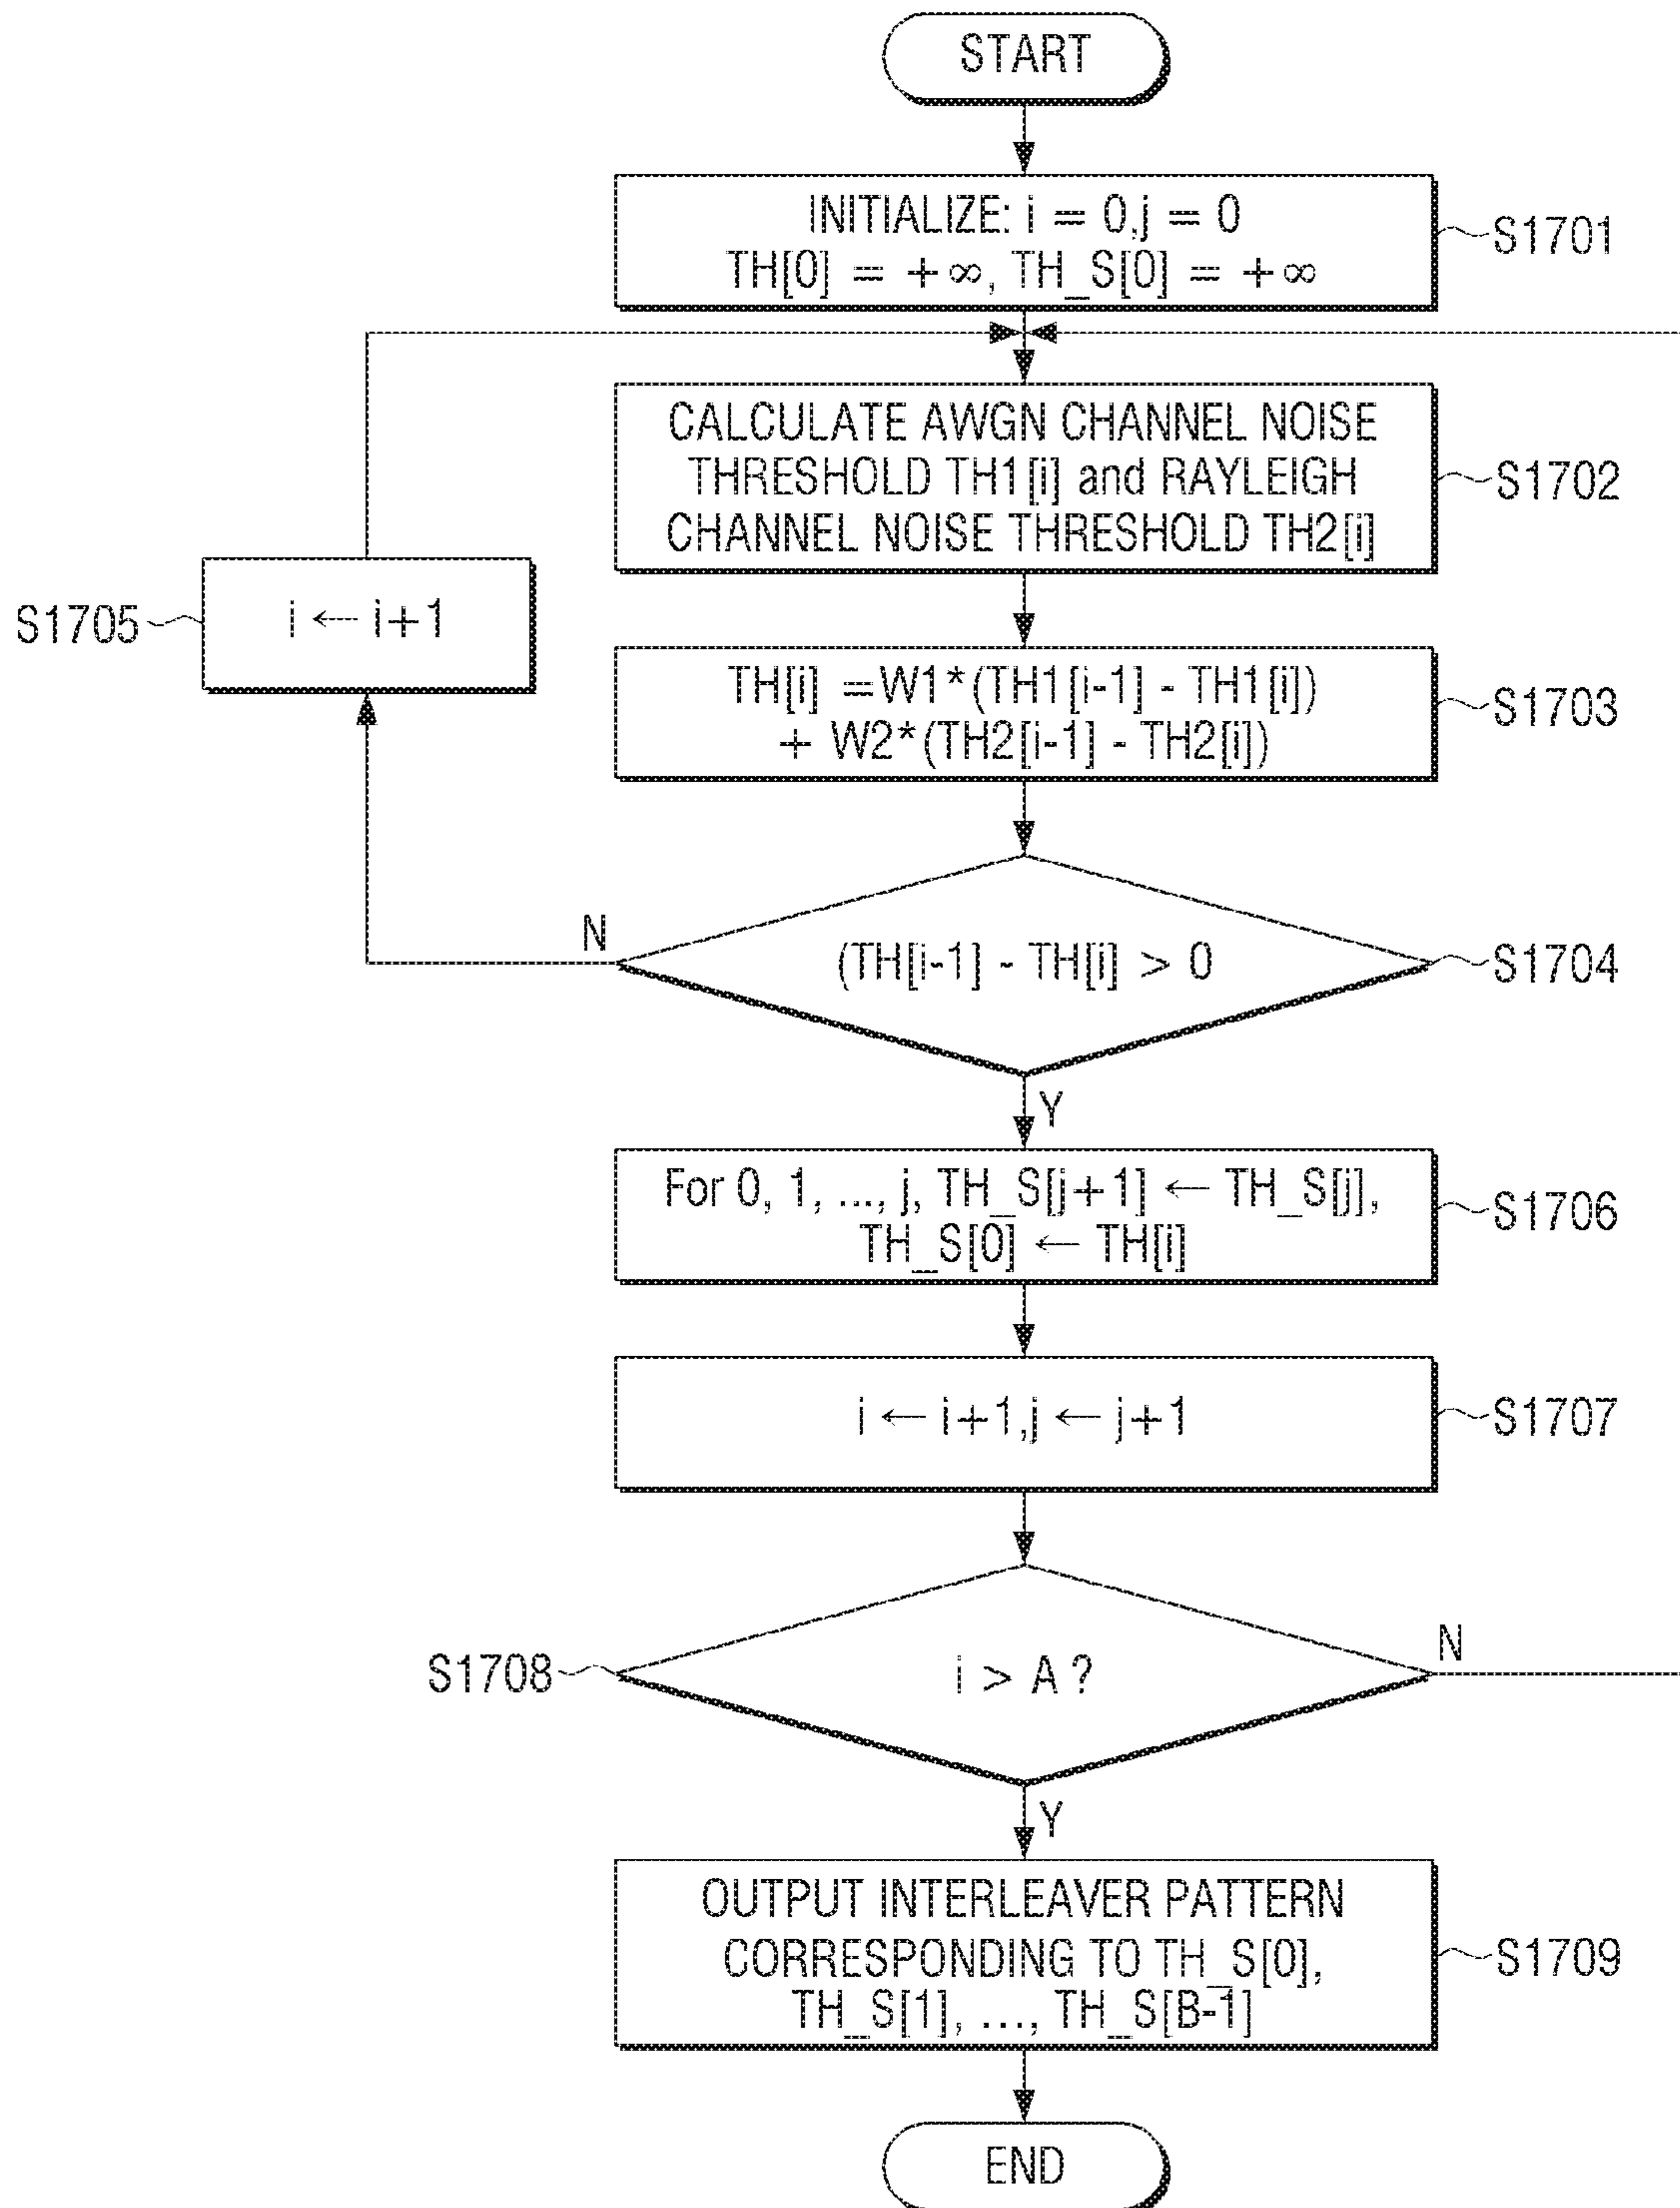 START
INITIALIZE: i = 0,j = 0
TH[0] = +∞, TH_S[0] = +∞
S1701
CALCULATE AWGN CHANNEL NOISE
THRESHOLD TH1[i] and RAYLEIGH
CHANNEL NOISE THRESHOLD TH2[i]
S1702
S1705
i ← i+1
TH[i] =W1*(TH1[i-1] - TH1[i])
+ W2*(TH2[i-1] - TH2[i])
S1703
N
(TH[i-1] - TH[i] > 0
S1704
Y
For 0, 1, ..., j, TH_S[j+1] ← TH_S[j],
TH_S[0] ← TH[i]
S1706
i ← i+1,j ← j+1
S1707
S1708
i > A ?
N
Y
OUTPUT INTERLEAVER PATTERN
CORRESPONDING TO TH_S[0],
TH_S[1], ..., TH_S[B-1]
S1709
END